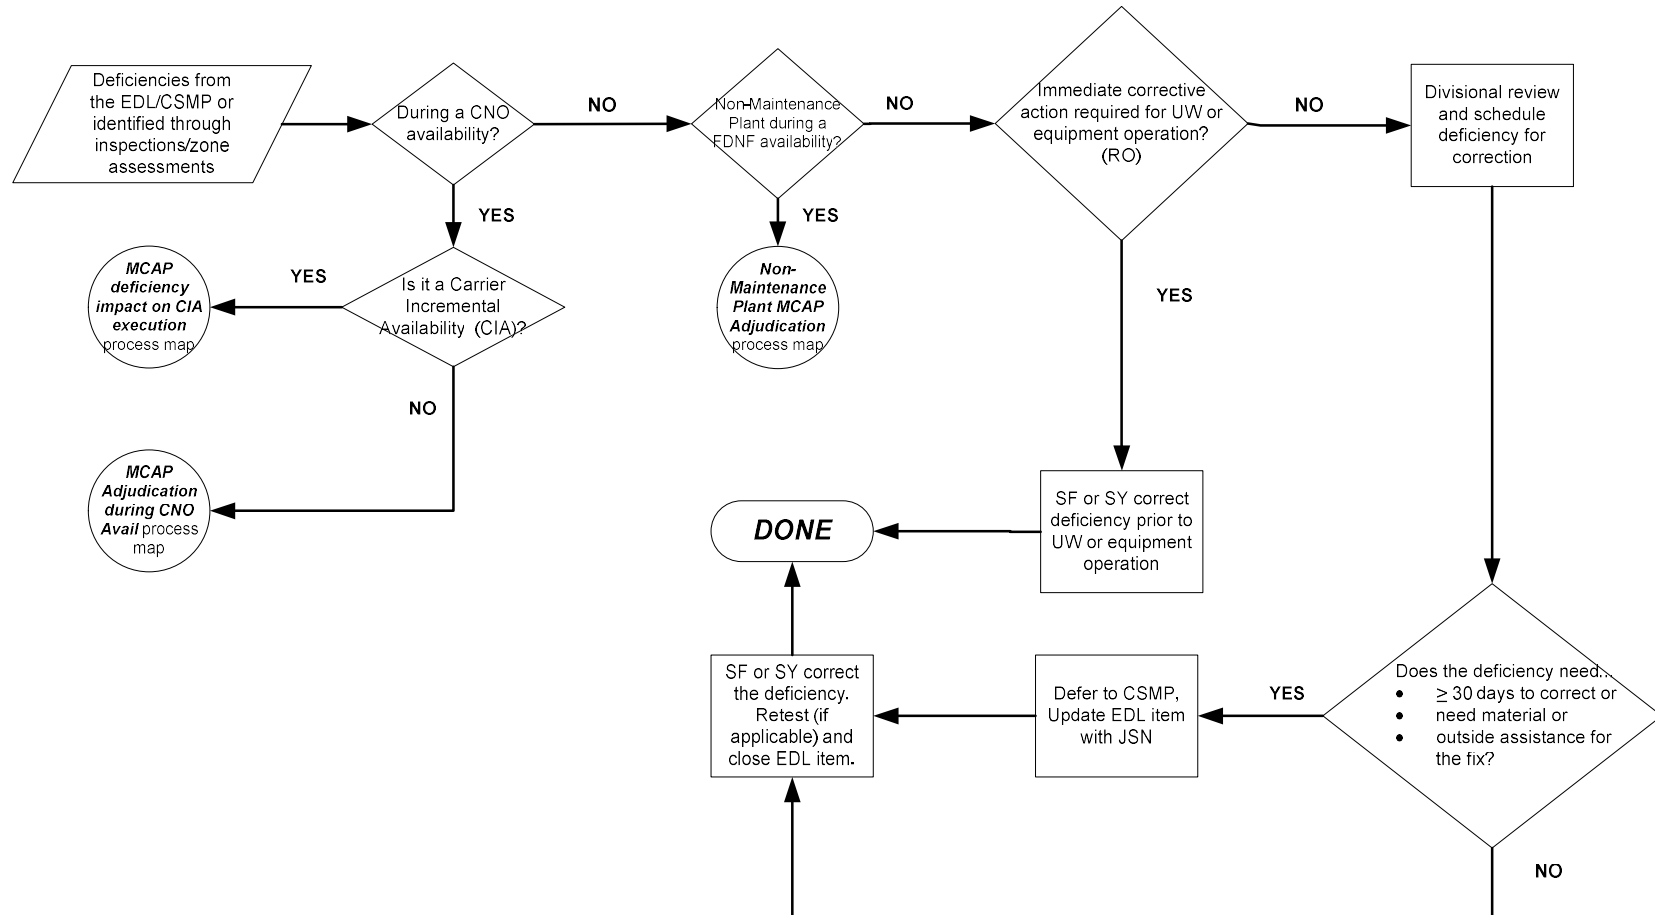 Deficiencies from
the EDL/CSMP or
identified through
inspections/zone
assessments
During a CNO
availability?
NO
Non-Maintenance
Plant during a
FDNF availability?
NO
Immediate corrective
action required for UW or
equipment operation?
(RO)
NO
Divisional review
and schedule
deficiency for
correction
YES
YES
MCAP
deficiency
impact on CIA
execution
process map
YES
Is it a Carrier
Incremental
Availability (CIA)?
Non-
Maintenance
Plant MCAP
Adjudication
process map
YES
NO
MCAP
Adjudication
during CNO
Avail process
map
DONE
SF or SY correct
deficiency prior to
UW or equipment
operation
SF or SY correct
the deficiency.
Retest (if
applicable) and
close EDL item.
Defer to CSMP,
Update EDL item
with JSN
YES
Does the deficiency need...
• ≥ 30 days to correct or
• need material or
• outside assistance for
the fix?
NO